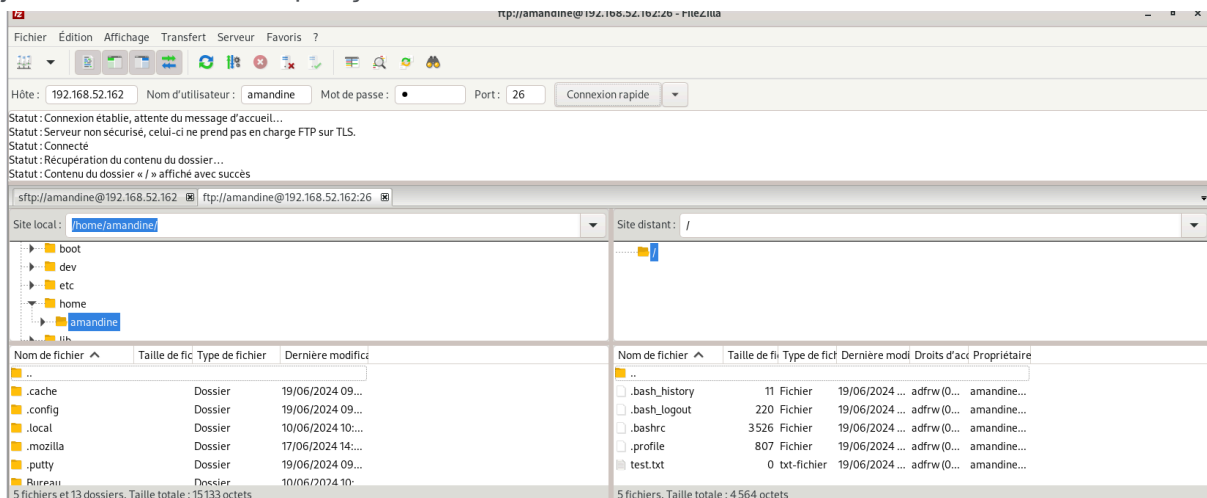 ftp://amandine@192.168.52.162:26 - FileZilla
Fichier Édition Affichage Transfert Serveur Favoris ?
Hôte : 192.168.52.162 Nom d'utilisateur : amandine Mot de passe : ● Port : 26 Connexion rapide
Statut : Connexion établie, attente du message d'accueil...
Statut : Serveur non sécurisé, celui-ci ne prend pas en charge FTP sur TLS.
Statut : Connecté
Statut : Récupération du contenu du dossier...
Statut : Contenu du dossier « / » affiché avec succès
sftp://amandine@192.168.52.162 ftp://amandine@192.168.52.162:26
Site local : /home/amandine/
boot
dev
etc
home
amandine
lib
Nom de fichier Taille de fic Type de fichier Dernière modifica
..
.cache Dossier 19/06/2024 09...
.config Dossier 19/06/2024 09...
.local Dossier 10/06/2024 10:...
.mozilla Dossier 17/06/2024 14:...
.putty Dossier 19/06/2024 09...
Bureau Dossier 10/06/2024 10:
5 fichiers et 13 dossiers. Taille totale : 15 133 octets
Site distant : /
/
Nom de fichier Taille de fi Type de fich Dernière modi Droits d'acc Propriétaire
..
.bash_history 11 Fichier 19/06/2024 ... adfrw (0... amandine...
.bash_logout 220 Fichier 19/06/2024 ... adfrw (0... amandine...
.bashrc 3 526 Fichier 19/06/2024 ... adfrw (0... amandine...
.profile 807 Fichier 19/06/2024 ... adfrw (0... amandine...
test.txt 0 txt-fichier 19/06/2024 ... adfrw (0... amandine...
5 fichiers. Taille totale : 4 564 octets